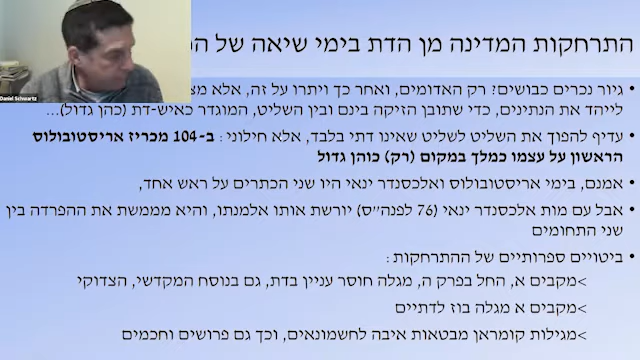 התרחקות המדינה מן הדת בימי שיאה של
Daniel Schwartz
• גיור נכרים כבושים? רק האדומים, ואחר כך ויתרו על זה, אלא
לייהד את הנתינים, כדי שתובן הזיקה בינם ובין השליט, המוגדר כאיש-דת (כהן גדול)...
• עדיף להפוך את השליט לשליט שאינו דתי בלבד, אלא חילוני: ב-104 מכריז אריסטובולוס
הראשון על עצמו כמלך במקום (רק) כוהן גדול
• אמנם, בימי אריסטובולוס ואלכסנדר ינאי היו שני הכתרים על ראש אחד,
• אבל עם מות אלכסנדר ינאי (76 לפנה"ס) יורשת אותו אלמנתו, והיא מממשת את ההפרדה בין
שני התחומים
• ביטויים ספרותיים של ההתרחקות:
>מקבים א, החל בפרק ה, מגלה חוסר עניין בדת, גם בנוסח המקדשי, הצדוקי
>מקבים א מגלה בוז לדתיים
>מגילות קומראן מבטאות איבה לחשמונאים, וכך גם פרושים וחכמים